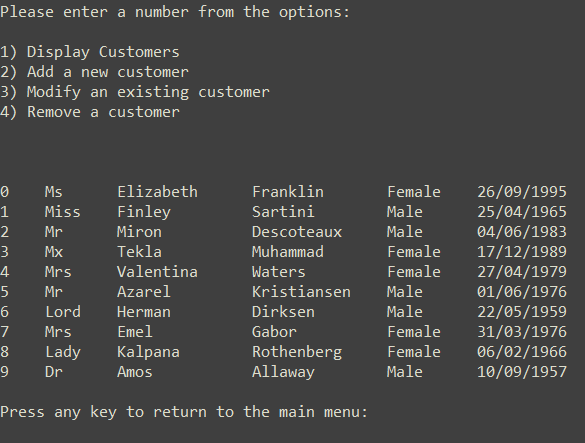 Please enter a number from the options:
1) Display Customers
2) Add a new customer
3) Modify an existing customer
4) Remove a customer
0 Ms Elizabeth Franklin Female 26/09/1995
1 Miss Finley Sartini Male 25/04/1965
2 Mr Miron Descoteaux Male 04/06/1983
3 Mx Tekla Muhammad Female 17/12/1989
4 Mrs Valentina Waters Female 27/04/1979
5 Mr Azarel Kristiansen Male 01/06/1976
6 Lord Herman Dirksen Male 22/05/1959
7 Mrs Emel Gabor Female 31/03/1976
8 Lady Kalpana Rothenberg Female 06/02/1966
9 Dr Amos Allaway Male 10/09/1957
Press any key to return to the main menu: